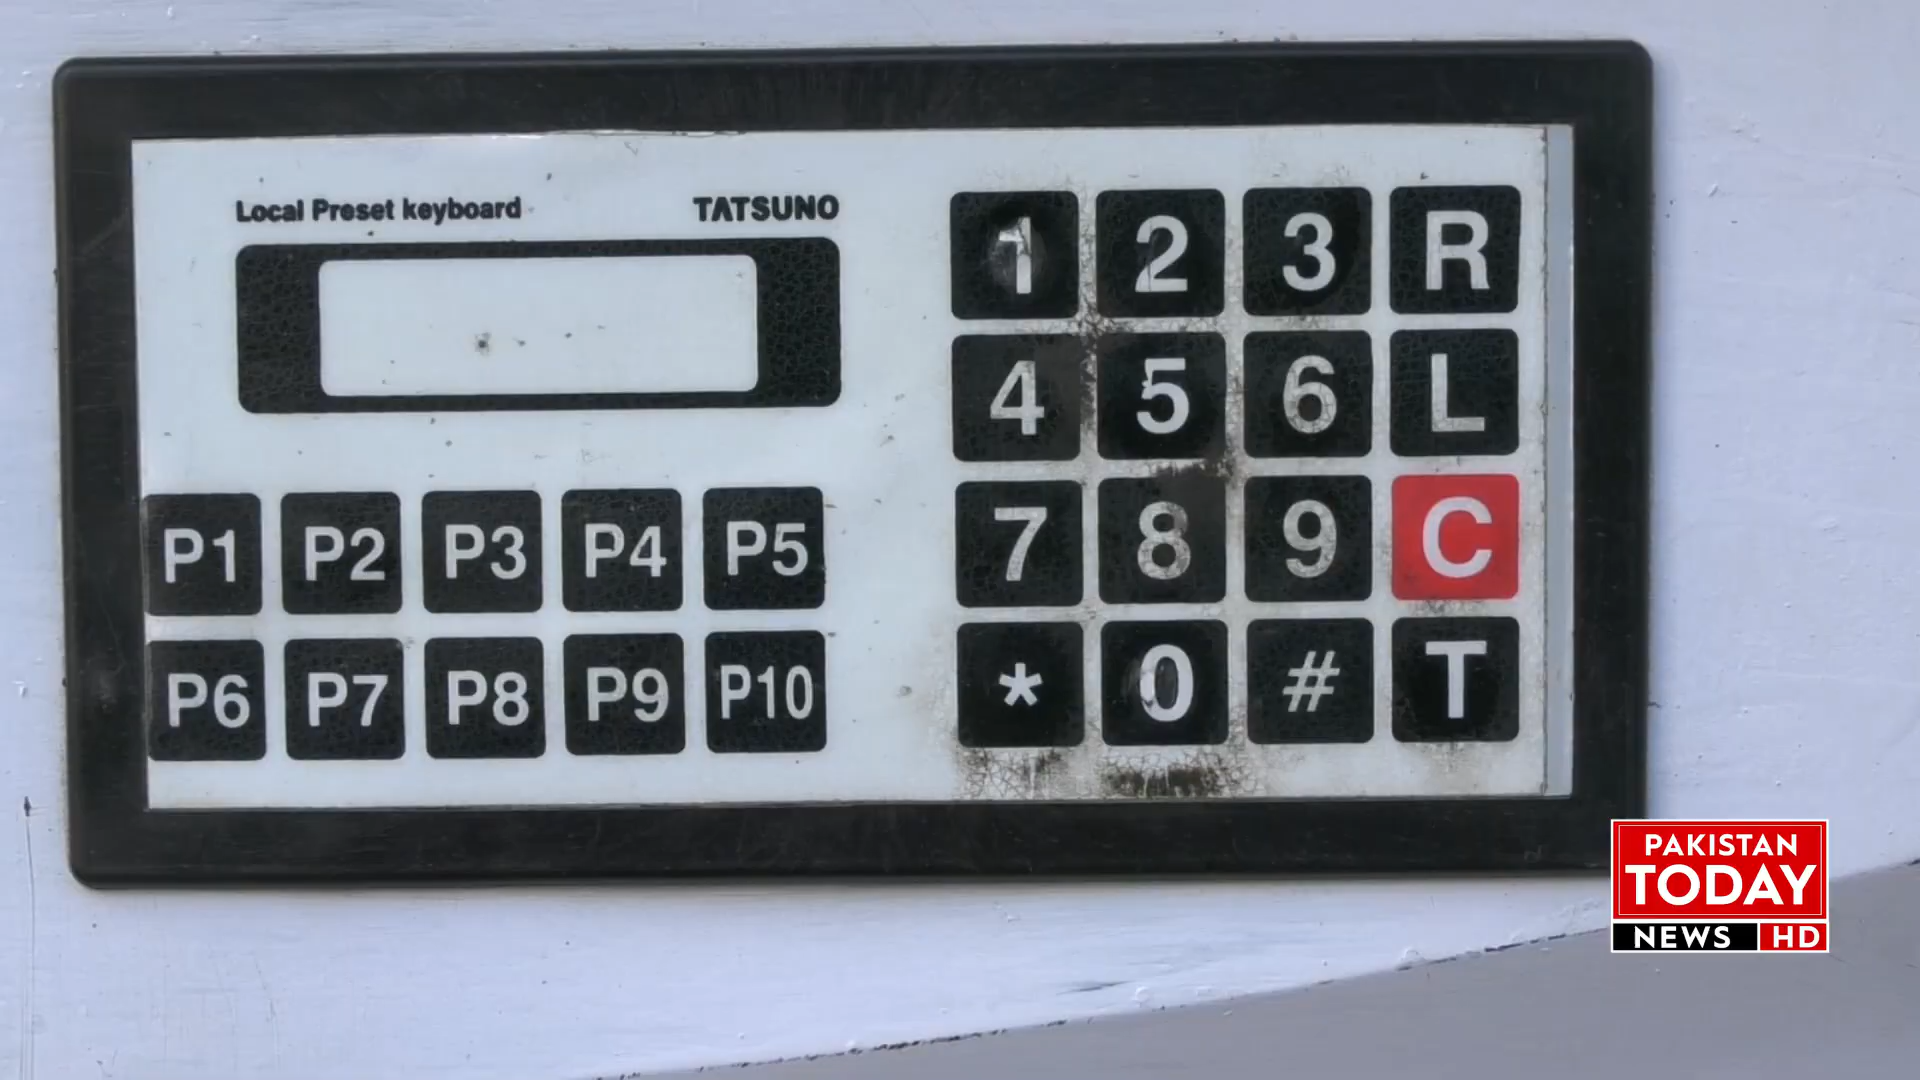 Local Preset keyboard TATSUNO
1 2 3 R
4 5 6 L
P1 P2 P3 P4 P5
7 8 9 C
P6 P7 P8 P9 P10
* 0 # T
PAKISTAN
TODAY
NEWS HD